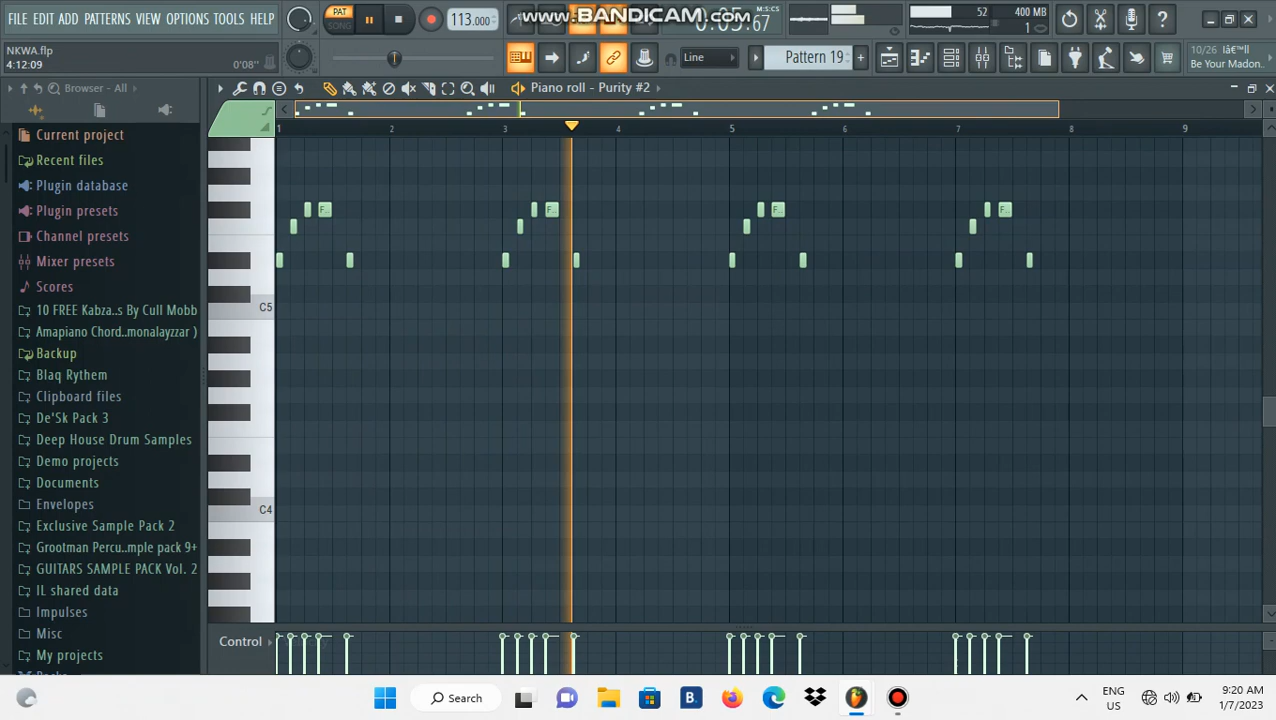 FILE EDIT ADD PATTERNS VIEW OPTIONS TOOLS HELP
PAT
SONG
113.000
www.BANDICAM.com
M:S:CS
0:05:67
52
400 MB
NKWA.flp
4:12:09
0'08"
Line
Pattern 19
10/26 Iâ€™ll
Be Your Madon..
Browser - All
Piano roll - Purity #2
Current project
Recent files
Plugin database
Plugin presets
Channel presets
Mixer presets
Scores
10 FREE Kabza..s By Cull Mobb
Amapiano Chord..monalayzzar )
Backup
Blaq Rythem
Clipboard files
De'Sk Pack 3
Deep House Drum Samples
Demo projects
Documents
Envelopes
Exclusive Sample Pack 2
Grootman Percu..mple pack 9+
GUITARS SAMPLE PACK Vol. 2
IL shared data
Impulses
Misc
My projects
1 2 3 4 5 6 7 8 9
F.. F.. F.. F..
C5
C4
Control
Search
B.
ENG
US
9:20 AM
1/7/2023